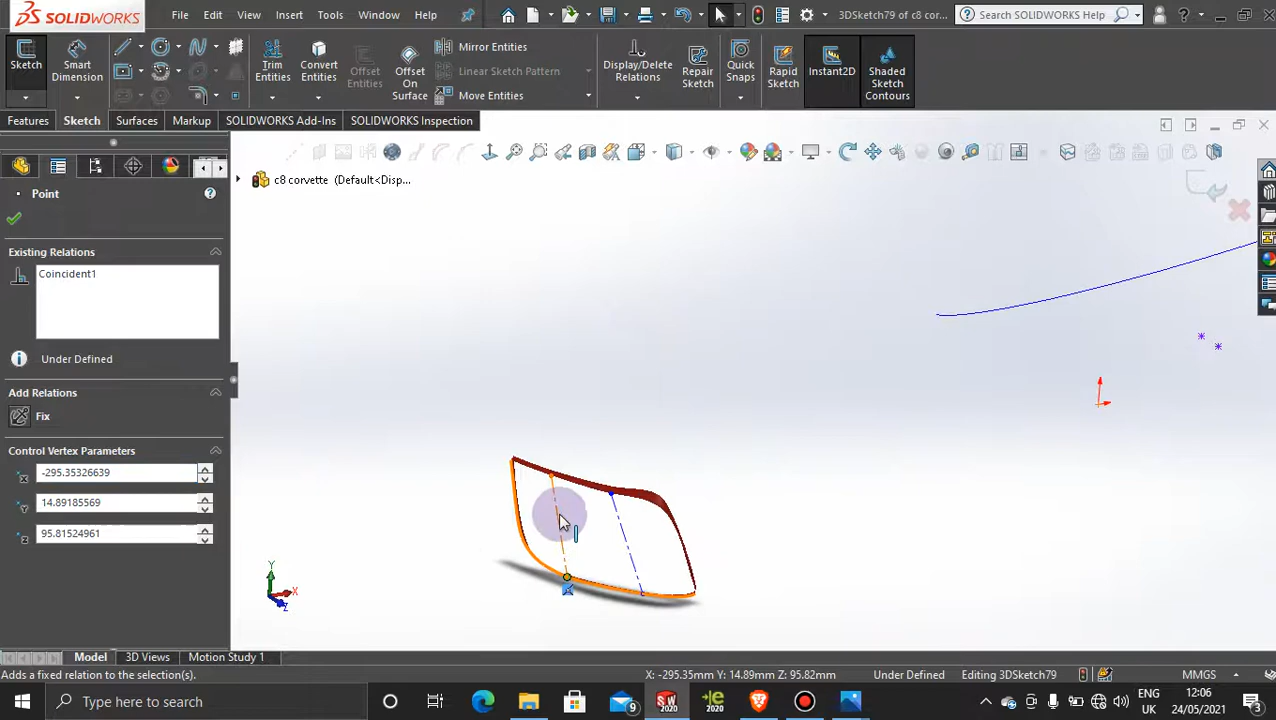 SOLIDWORKS
File Edit View Insert Tools Window Help
3DSketch79 of c8 cor...
Search SOLIDWORKS Help
Sketch
Smart Dimension
Trim Entities
Convert Entities
Offset Entities
Offset On Surface
Mirror Entities
Linear Sketch Pattern
Move Entities
Display/Delete Relations
Repair Sketch
Quick Snaps
Rapid Sketch
Instant2D
Shaded Sketch Contours
Features Sketch Surfaces Markup SOLIDWORKS Add-Ins SOLIDWORKS Inspection
c8 corvette (Default<Disp...
Point
Existing Relations
Coincident1
Under Defined
Add Relations
Fix
Control Vertex Parameters
-295.35326639
14.89185569
95.81524961
Y
X
Z
Model 3D Views Motion Study 1
Adds a fixed relation to the selection(s).
X: -295.35mm Y: 14.89mm Z: 95.82mm Under Defined Editing 3DSketch79
MMGS
Type here to search
ENG
UK
12:06
24/05/2021